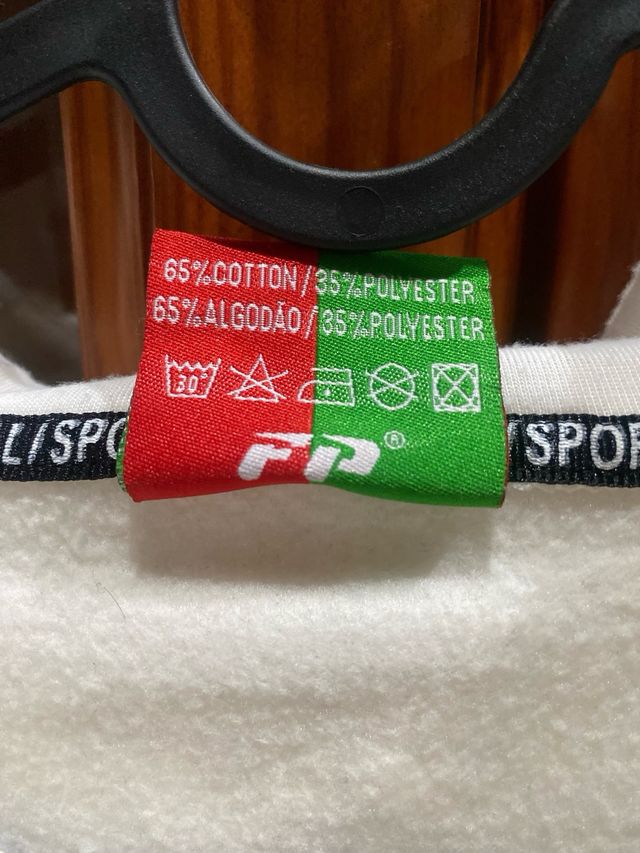 65%COTTON/35%POLYESTER
65%ALGODÃO/35%POLYESTER
30°
FP®
L/SPO
/SPOR